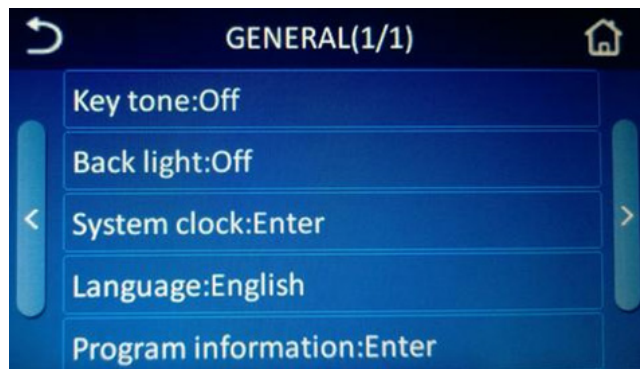 GENERAL(1/1)
Key tone:Off
Back light:Off
System clock:Enter
Language:English
Program information:Enter